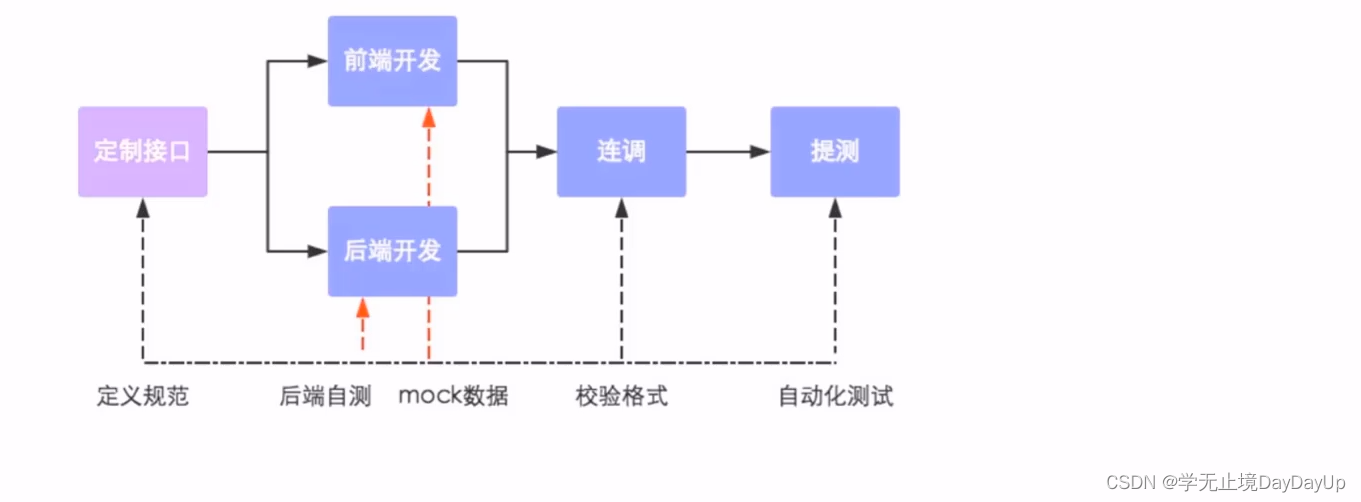 前端开发
定制接口
连调
提测
后端开发
定义规范
后端自测
mock数据
校验格式
自动化测试
CSDN @学无止境DayDayUp